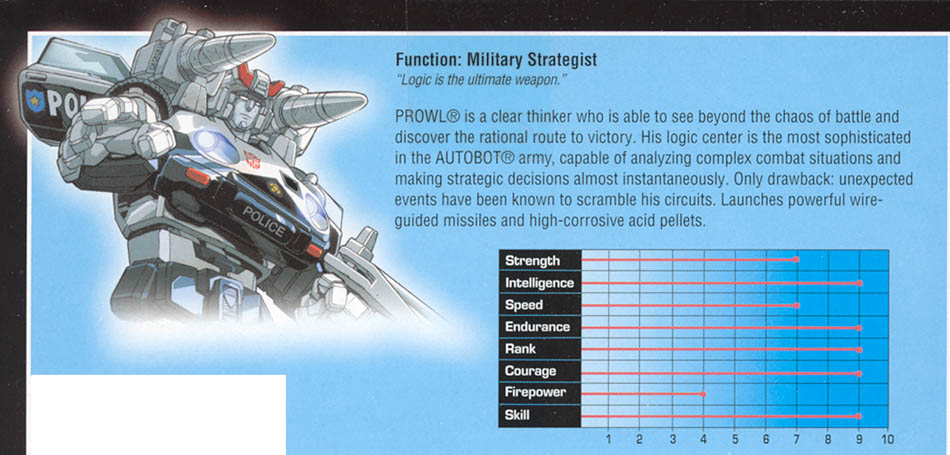 Function: Military Strategist
"Logic is the ultimate weapon."
PROWL® is a clear thinker who is able to see beyond the chaos of battle and
discover the rational route to victory. His logic center is the most sophisticated
in the AUTOBOT® army, capable of analyzing complex combat situations and
making strategic decisions almost instantaneously. Only drawback: unexpected
events have been known to scramble his circuits. Launches powerful wire-
guided missiles and high-corrosive acid pellets.
POL
POLICE
Strength
Intelligence
Speed
Endurance
Rank
Courage
Firepower
Skill
1 2 3 4 5 6 7 8 9 10